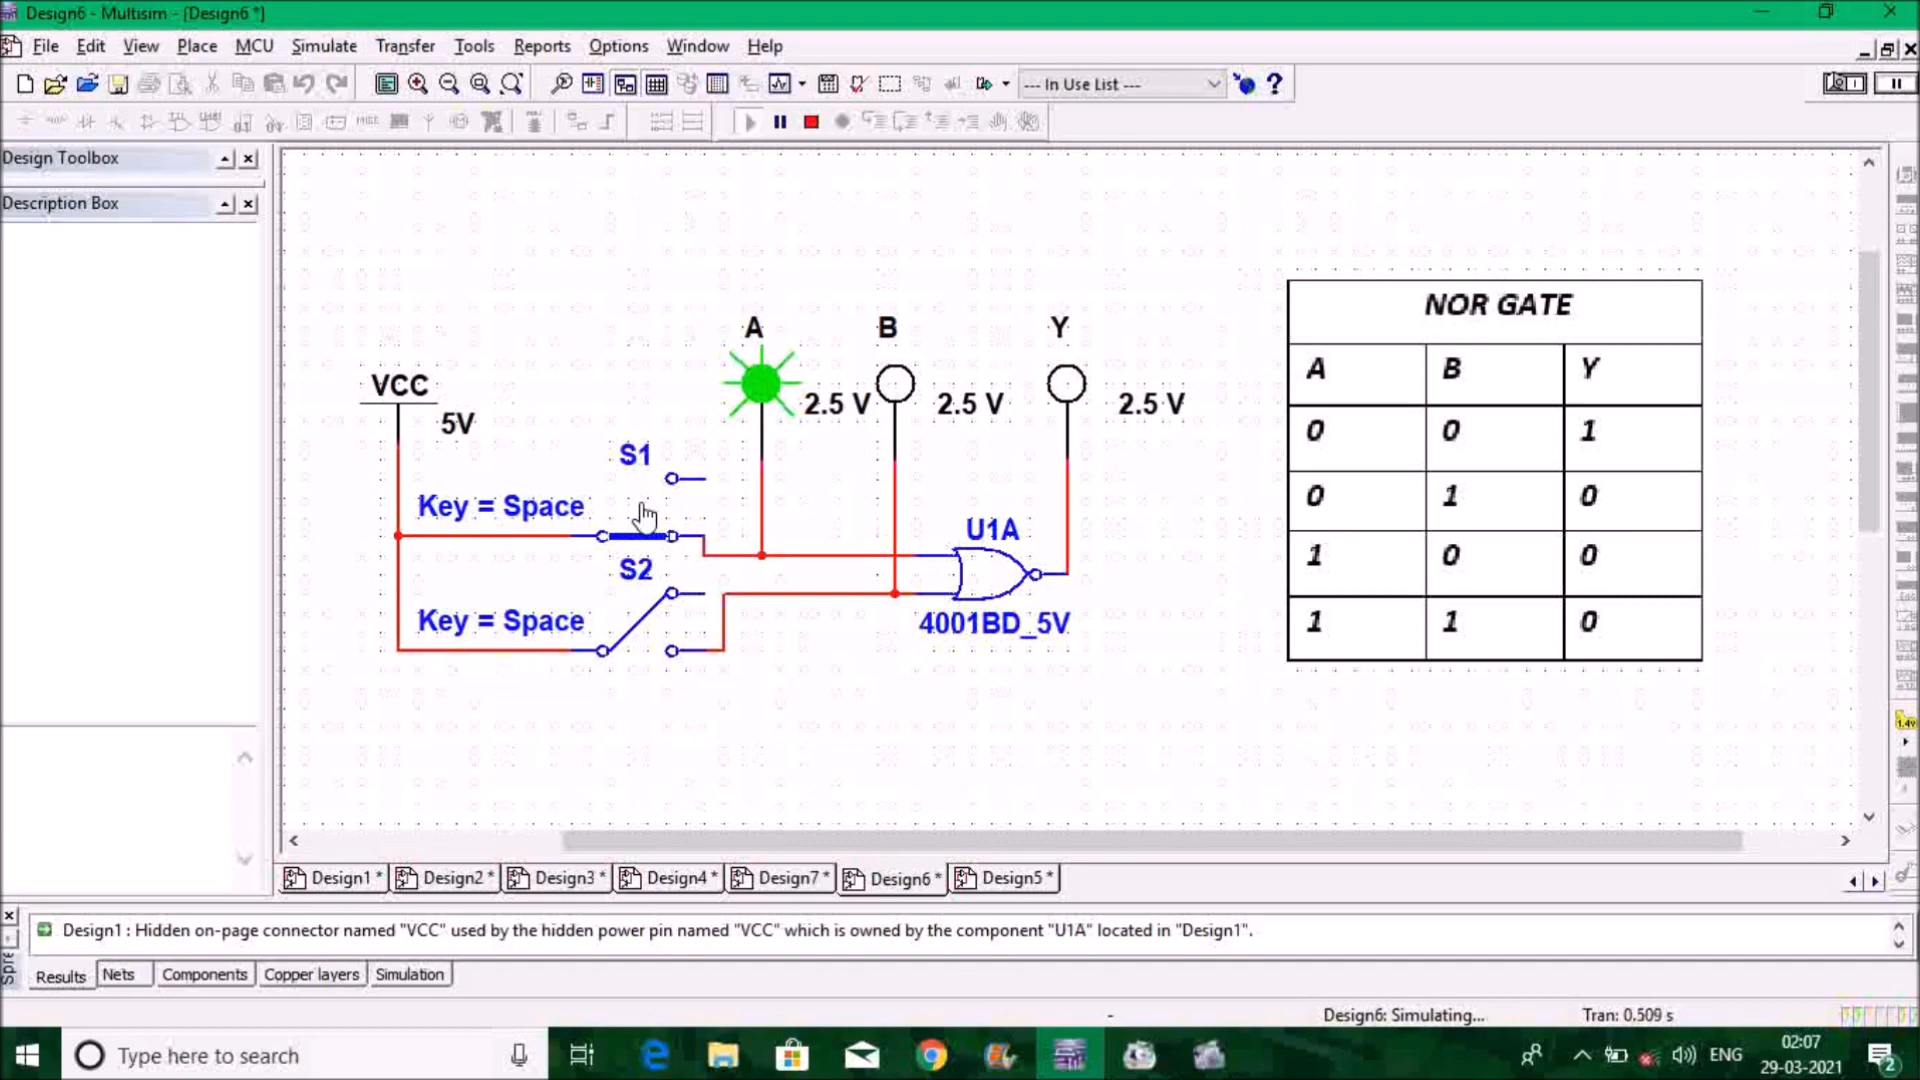 Design6 - Multisim - [Design6 *]
File Edit View Place MCU Simulate Transfer Tools Reports Options Window Help
--- In Use List ---
Design Toolbox
Description Box
A B Y
VCC
5V
2.5 V 2.5 V 2.5 V
S1
Key = Space
S2
Key = Space
U1A
4001BD_5V
NOR GATE
A B Y
0 0 1
0 1 0
1 0 0
1 1 0
Design1 * Design2 * Design3 * Design4 * Design7 * Design6 * Design5 *
Design1 : Hidden on-page connector named "VCC" used by the hidden power pin named "VCC" which is owned by the component "U1A" located in "Design1".
Results Nets Components Copper layers Simulation
- Design6: Simulating... Tran: 0.509 s
Type here to search
ENG
02:07
29-03-2021
2